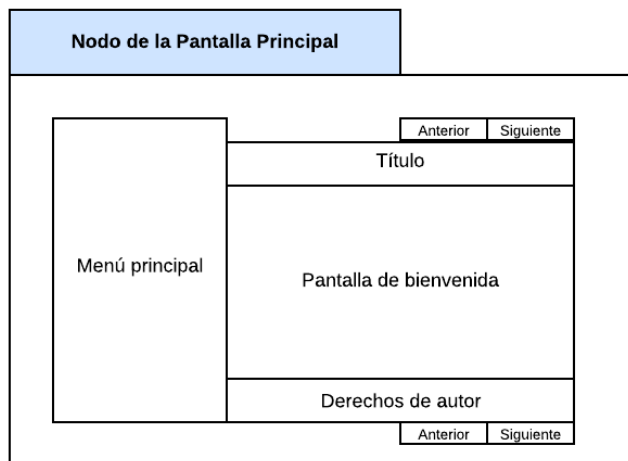 Nodo de la Pantalla Principal
Anterior
Siguiente
Título
Menú principal
Pantalla de bienvenida
Derechos de autor
Anterior
Siguiente